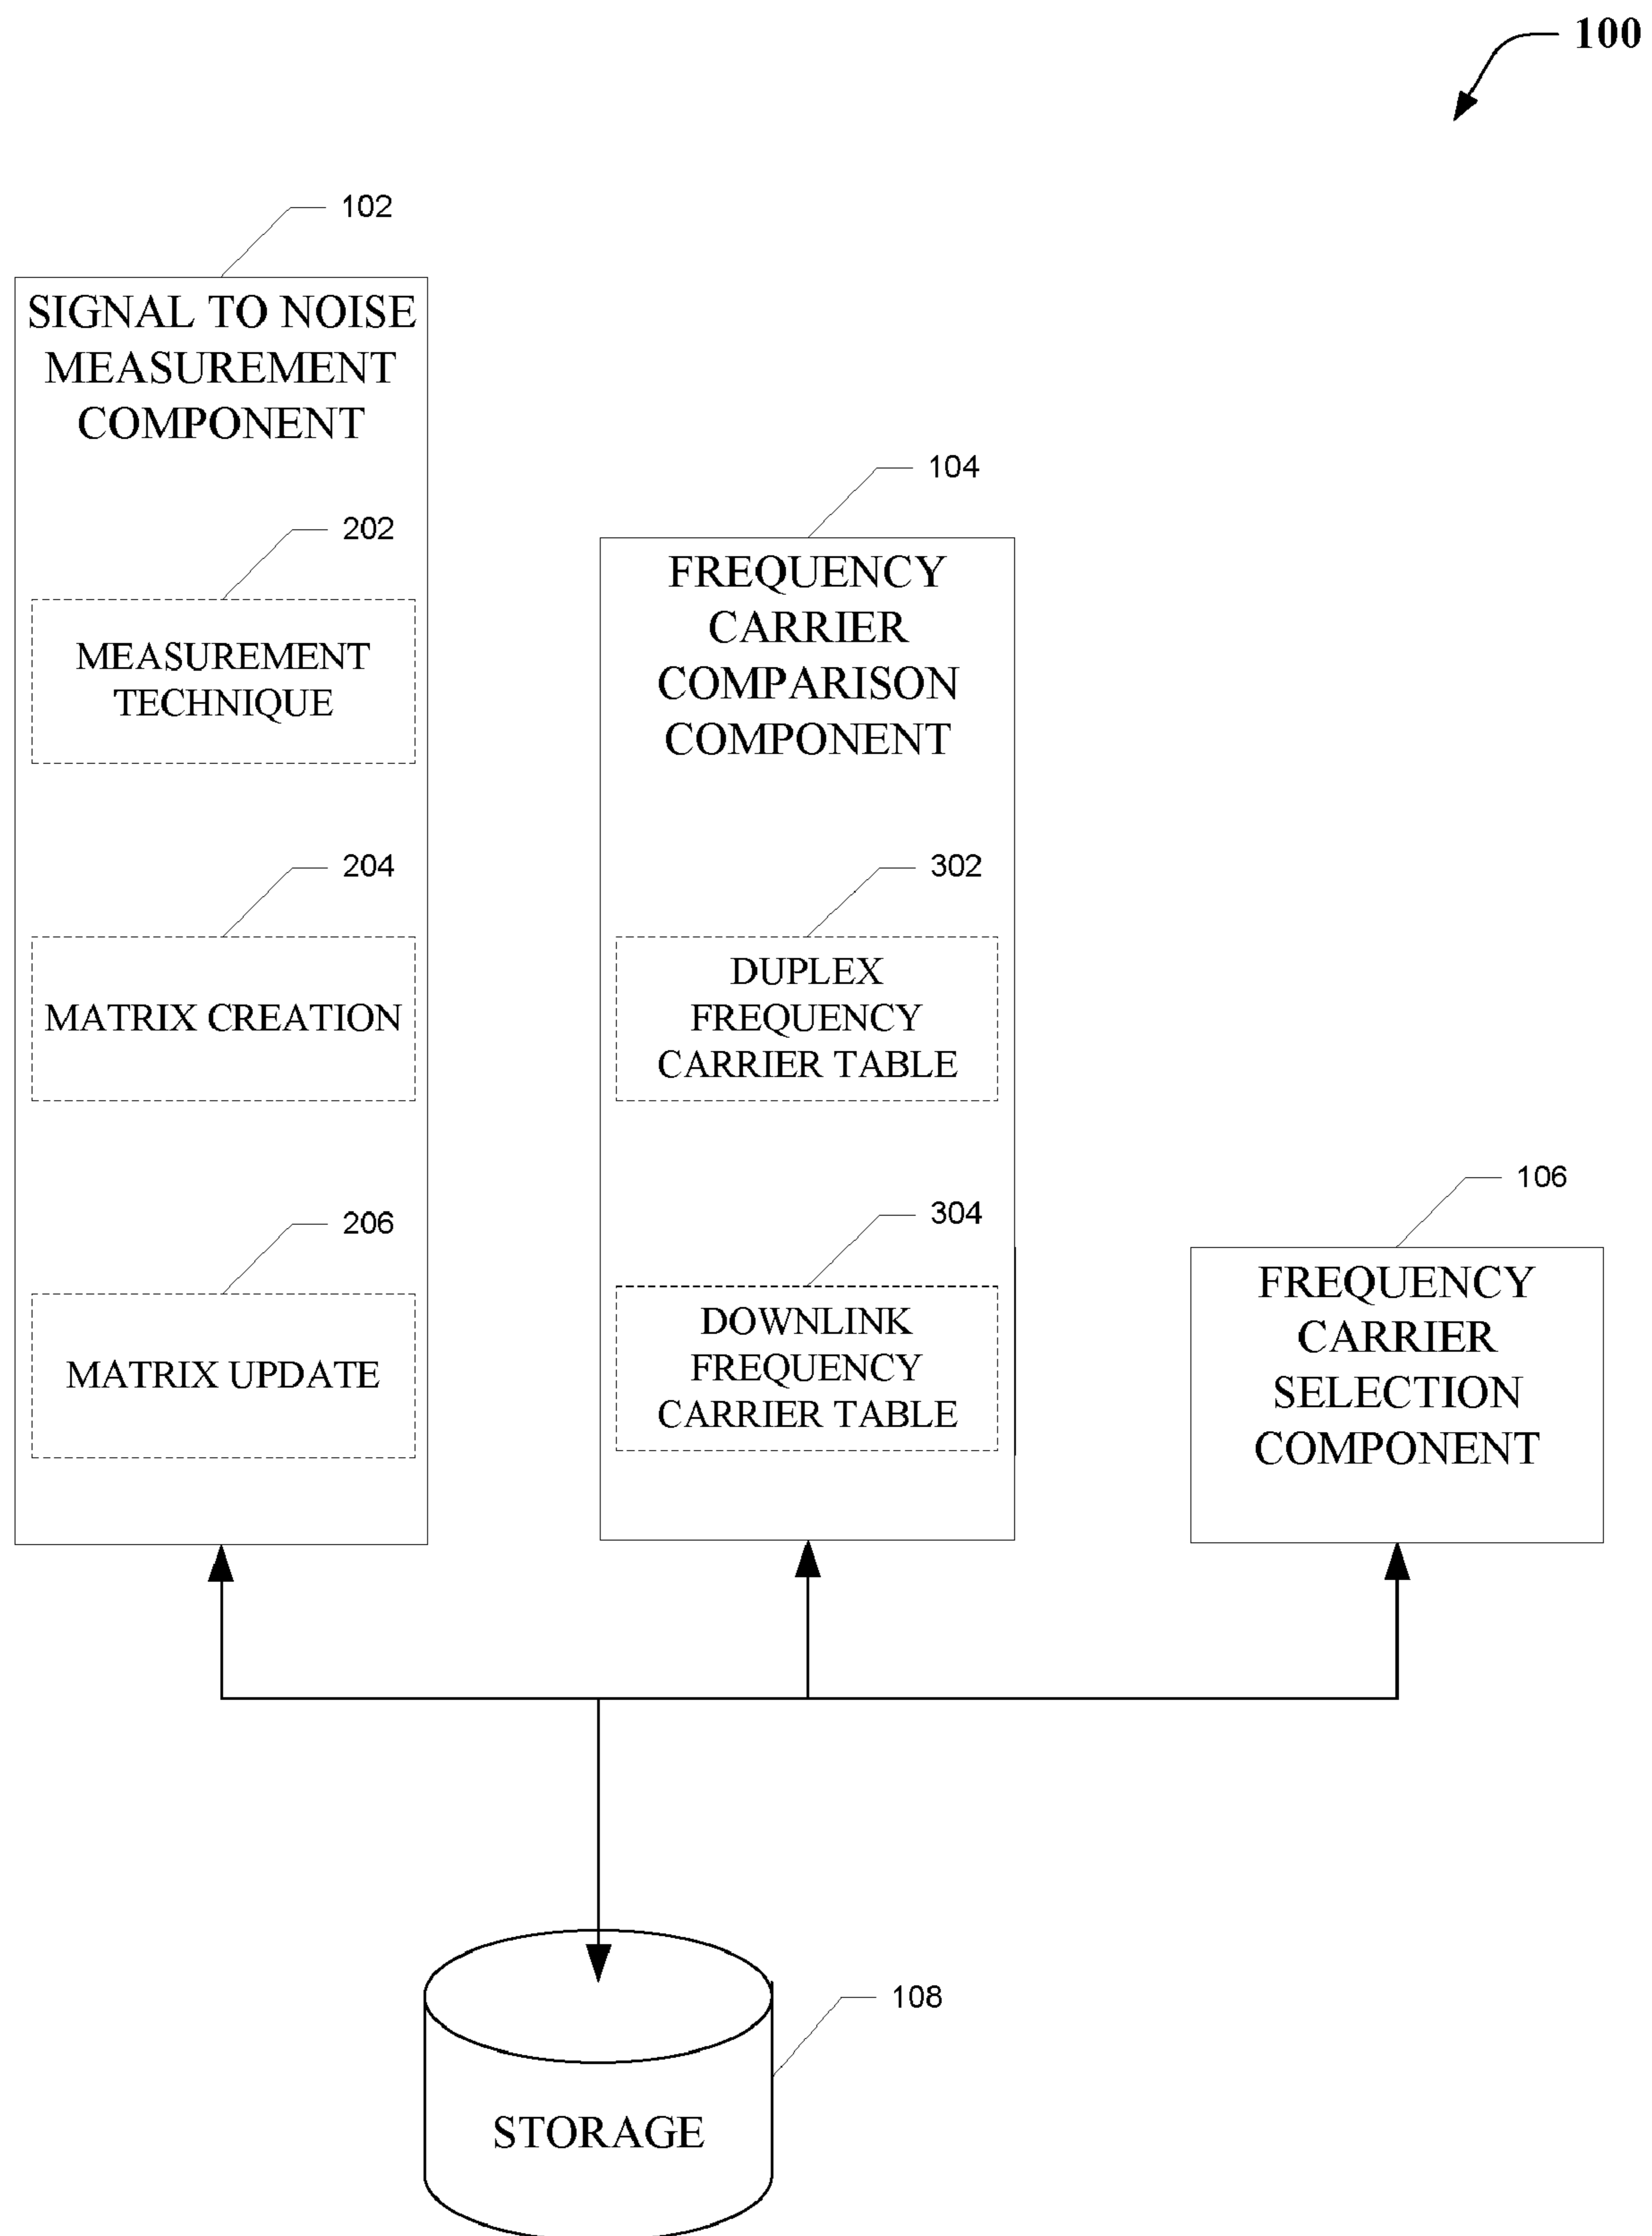 100
102
SIGNAL TO NOISE
MEASUREMENT
COMPONENT
202
MEASUREMENT
TECHNIQUE
204
MATRIX CREATION
206
MATRIX UPDATE
104
FREQUENCY
CARRIER
COMPARISON
COMPONENT
302
DUPLEX
FREQUENCY
CARRIER TABLE
304
DOWNLINK
FREQUENCY
CARRIER TABLE
106
FREQUENCY
CARRIER
SELECTION
COMPONENT
108
STORAGE